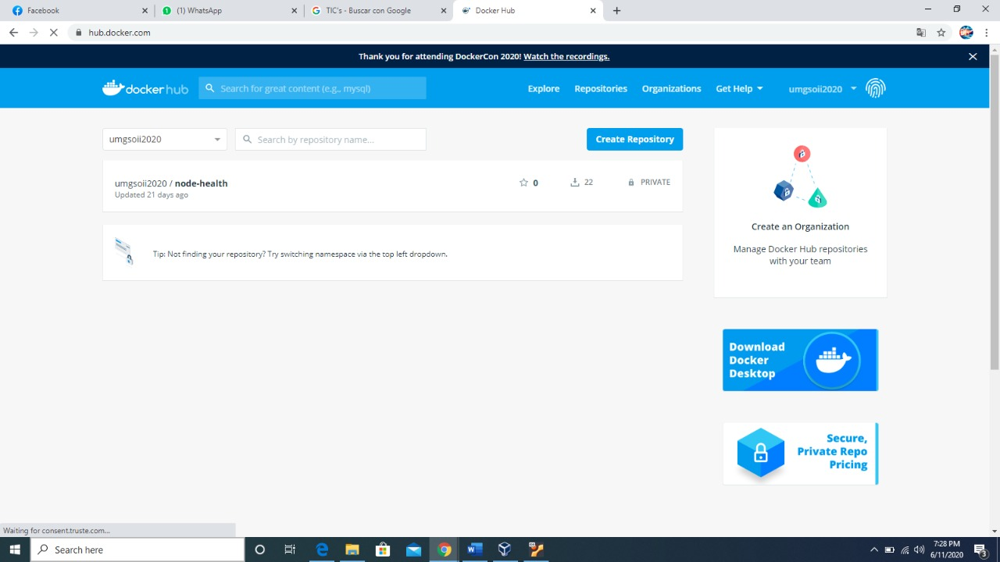 Facebook
(1) WhatsApp
TIC's - Buscar con Google
Docker Hub
hub.docker.com
Thank you for attending DockerCon 2020! Watch the recordings.
dockerhub
Search for great content (e.g., mysql)
Explore
Repositories
Organizations
Get Help
umgsoii2020
umgsoii2020
Search by repository name...
Create Repository
umgsoii2020 / node-health
0
22
PRIVATE
Updated 21 days ago
Tip: Not finding your repository? Try switching namespace via the top left dropdown.
Create an Organization
Manage Docker Hub repositories
with your team
Download
Docker
Desktop
Secure,
Private Repo
Pricing
Waiting for consent.truste.com...
Search here
7:28 PM
6/11/2020
3